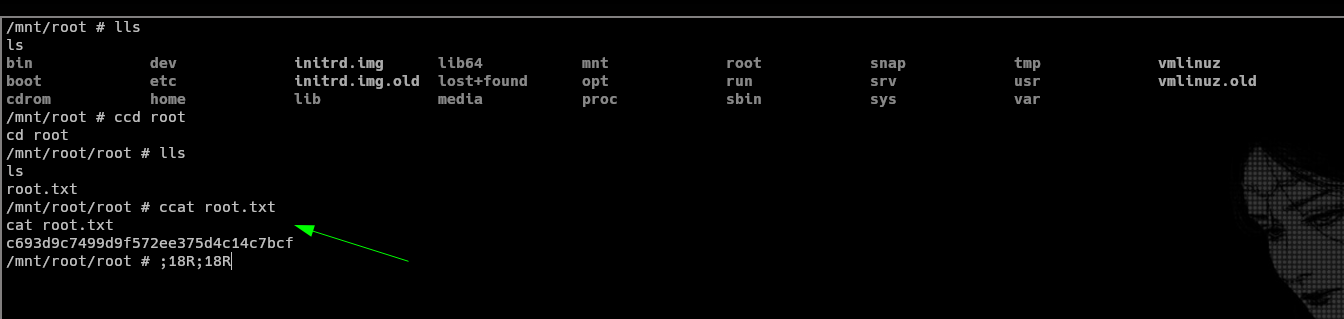 /mnt/root # lls
ls
bin dev initrd.img lib64 mnt root snap tmp vmlinuz
boot etc initrd.img.old lost+found opt run srv usr vmlinuz.old
cdrom home lib media proc sbin sys var
/mnt/root # ccd root
cd root
/mnt/root/root # lls
ls
root.txt
/mnt/root/root # ccat root.txt
cat root.txt
c693d9c7499d9f572ee375d4c14c7bcf
/mnt/root/root # ;18R;18R